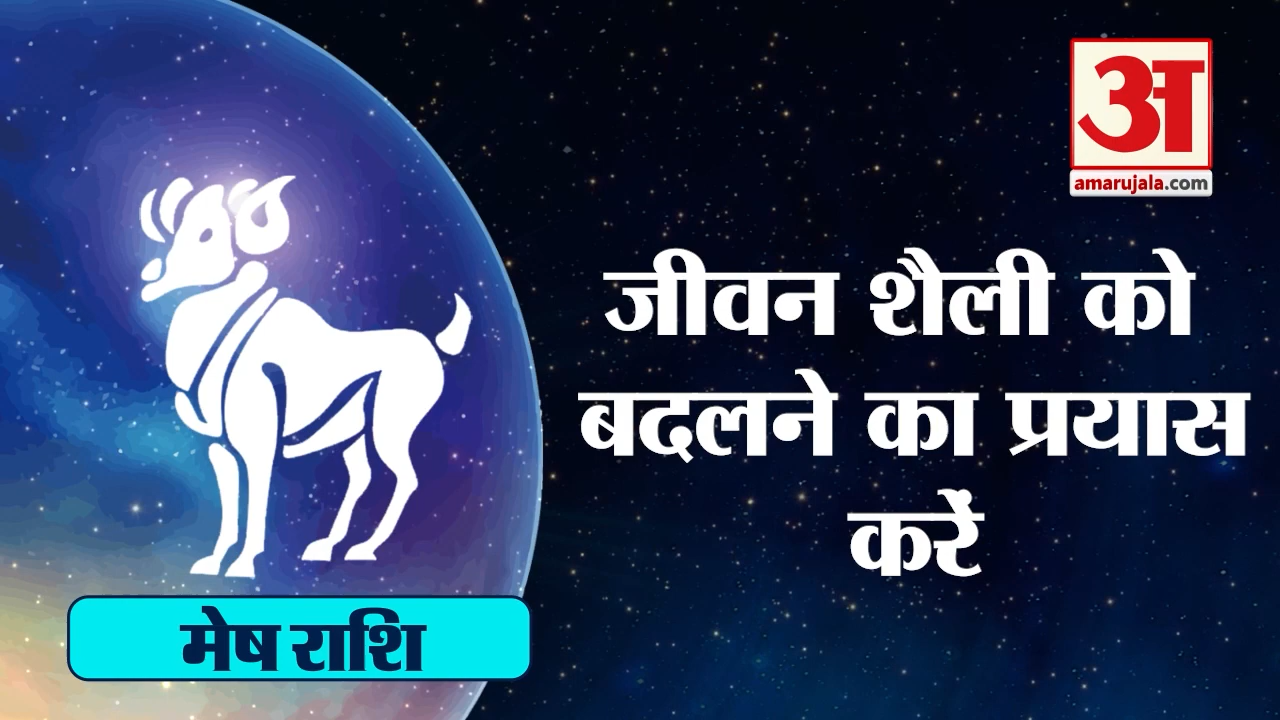 अ
amarujala.com
जीवन शैली को
बदलने का प्रयास
करें
मेष राशि